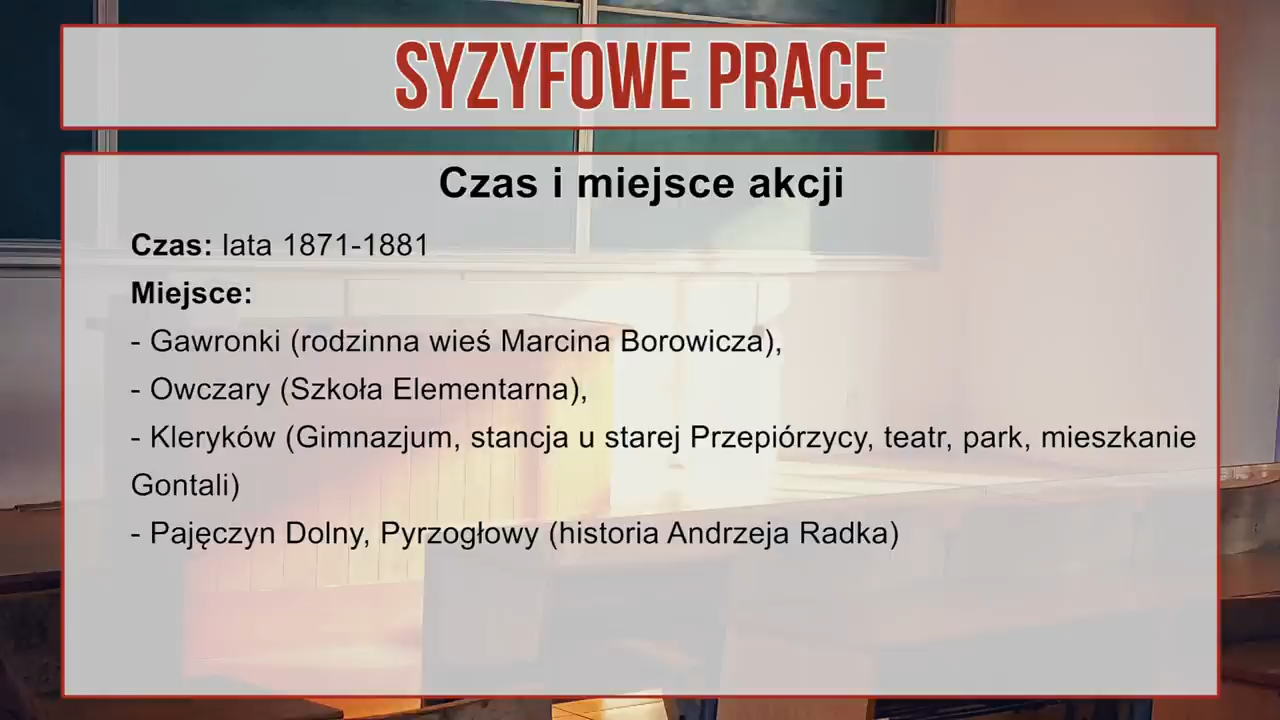 SYZYFOWE PRACE
Czas i miejsce akcji
Czas: lata 1871-1881
Miejsce:
- Gawronki (rodzinna wieś Marcina Borowicza),
- Owczary (Szkoła Elementarna),
- Kleryków (Gimnazjum, stancja u starej Przepiórzycy, teatr, park, mieszkanie
Gontali)
- Pajęczyn Dolny, Pyrzogłowy (historia Andrzeja Radka)